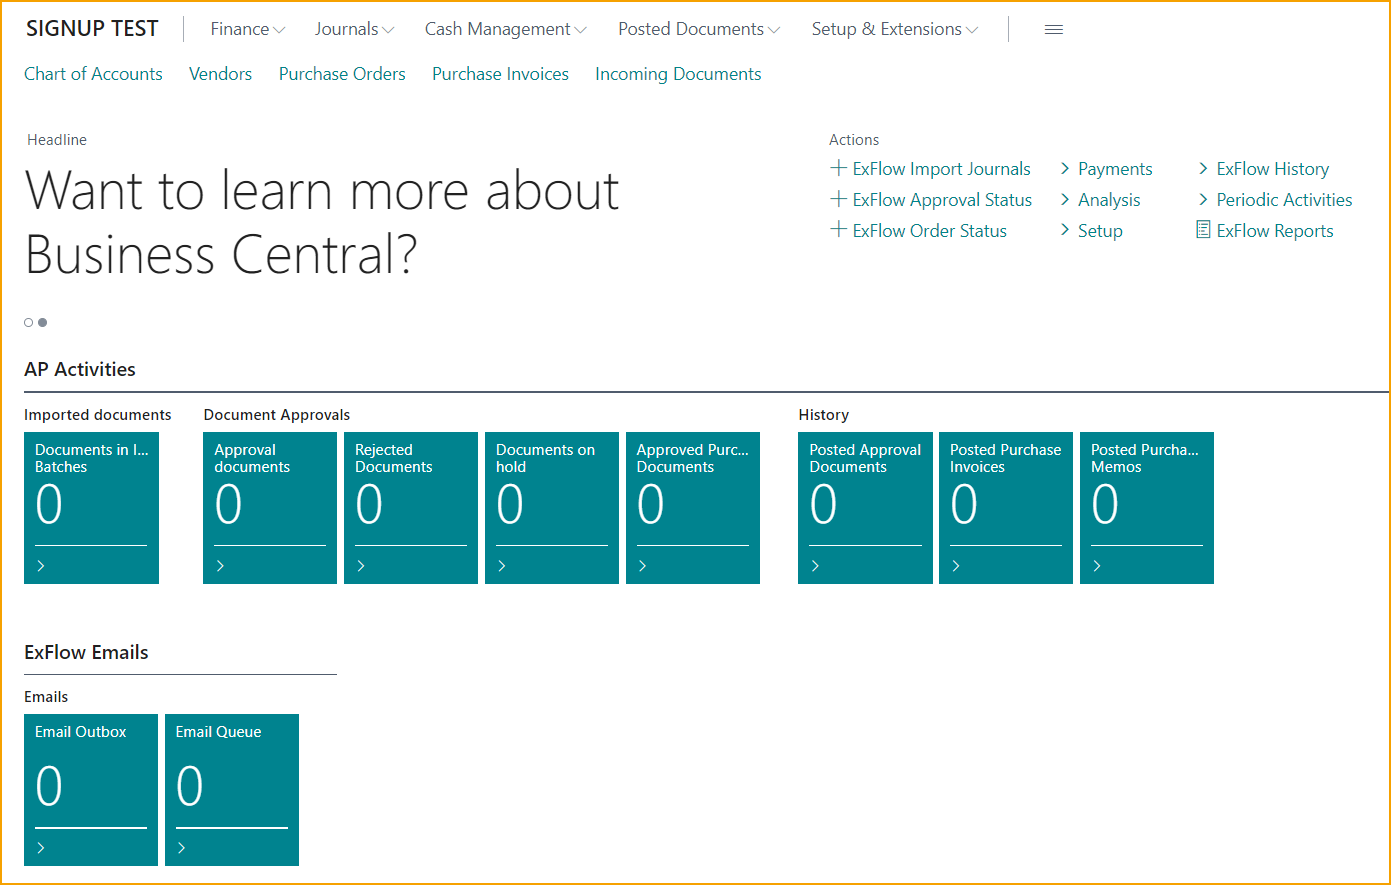 SIGNUP TEST Finance Journals Cash Management Posted Documents Setup & Extensions
Chart of Accounts Vendors Purchase Orders Purchase Invoices Incoming Documents
Headline
Want to learn more about
Business Central?
Actions
ExFlow Import Journals Payments ExFlow History
ExFlow Approval Status Analysis Periodic Activities
ExFlow Order Status Setup ExFlow Reports
AP Activities
Imported documents Document Approvals History
Documents in I...
Batches
0
Approval
documents
0
Rejected
Documents
0
Documents on
hold
0
Approved Purc...
Documents
0
Posted Approval
Documents
0
Posted Purchase
Invoices
0
Posted Purcha...
Memos
0
ExFlow Emails
Emails
Email Outbox
0
Email Queue
0